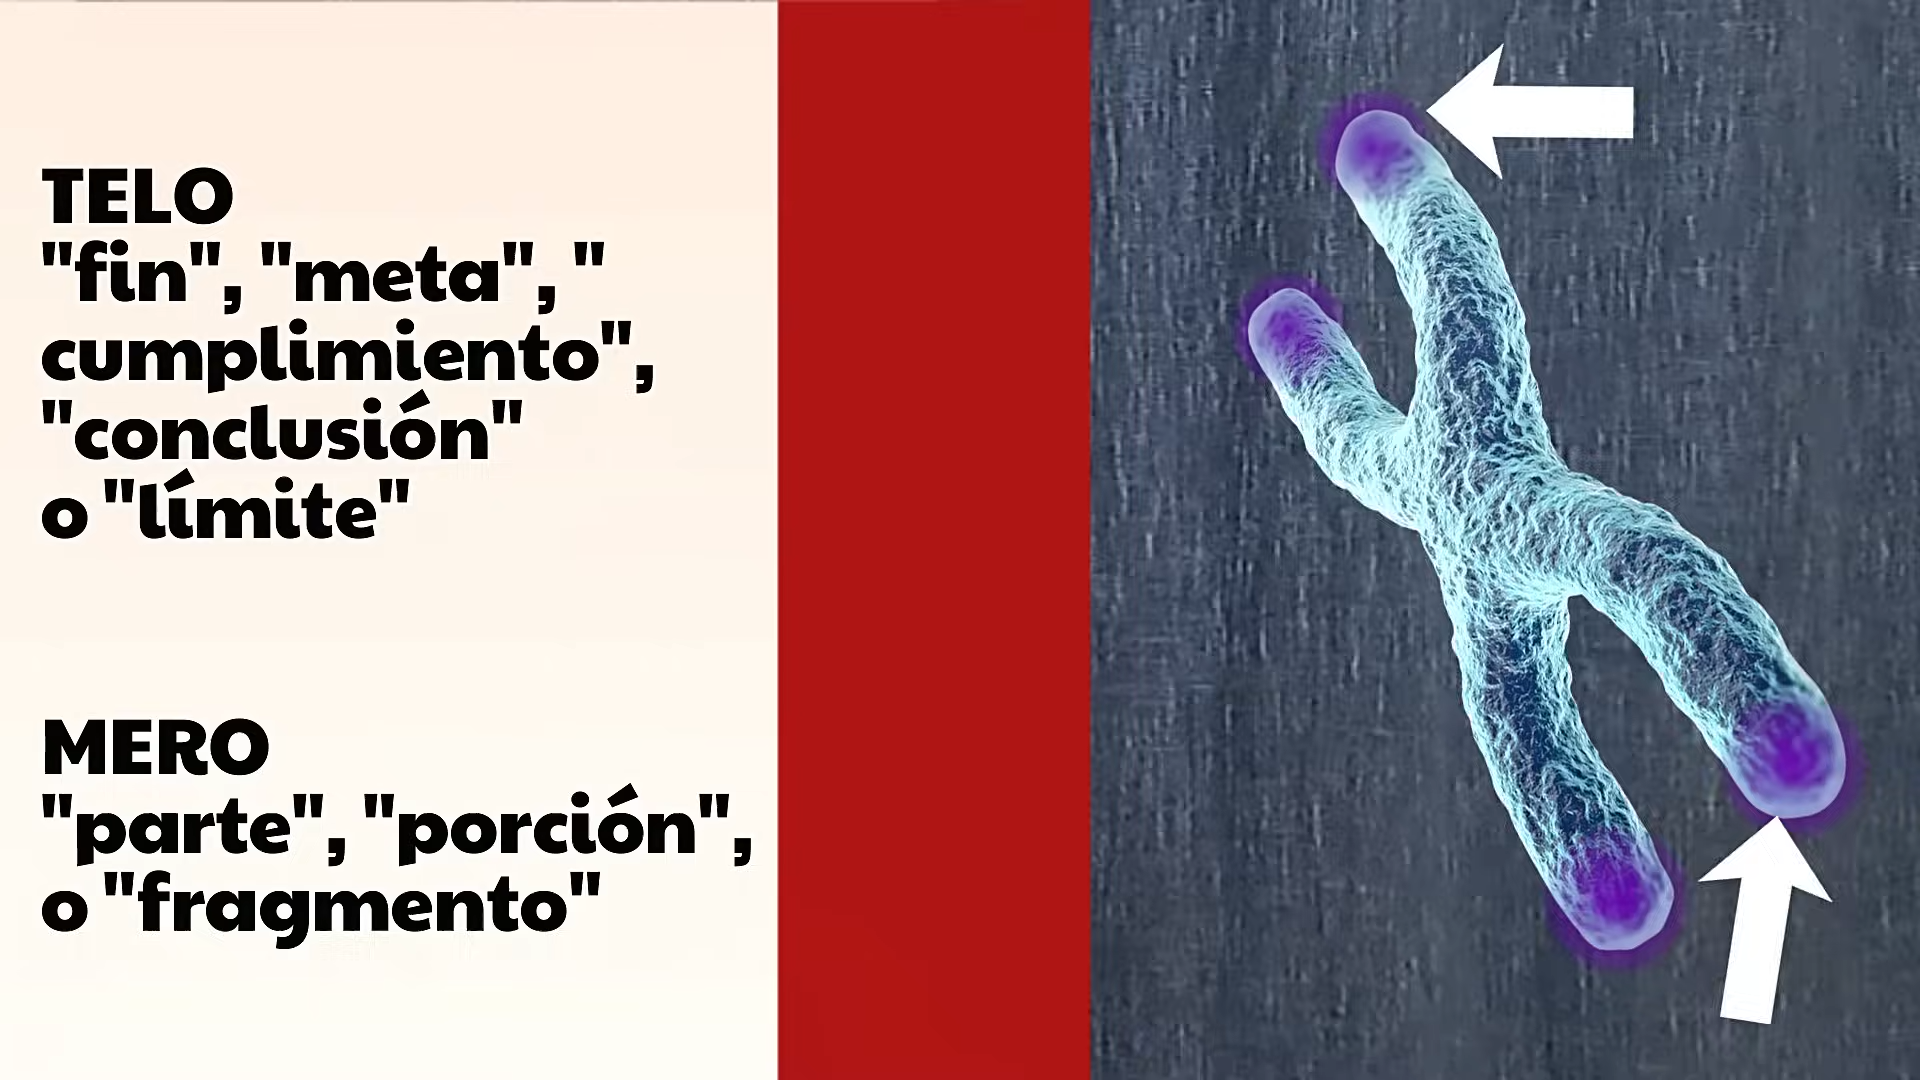 TELO
"fin", "meta", "
cumplimiento",
"conclusión"
o "límite"
MERO
"parte", "porción",
o "fragmento"